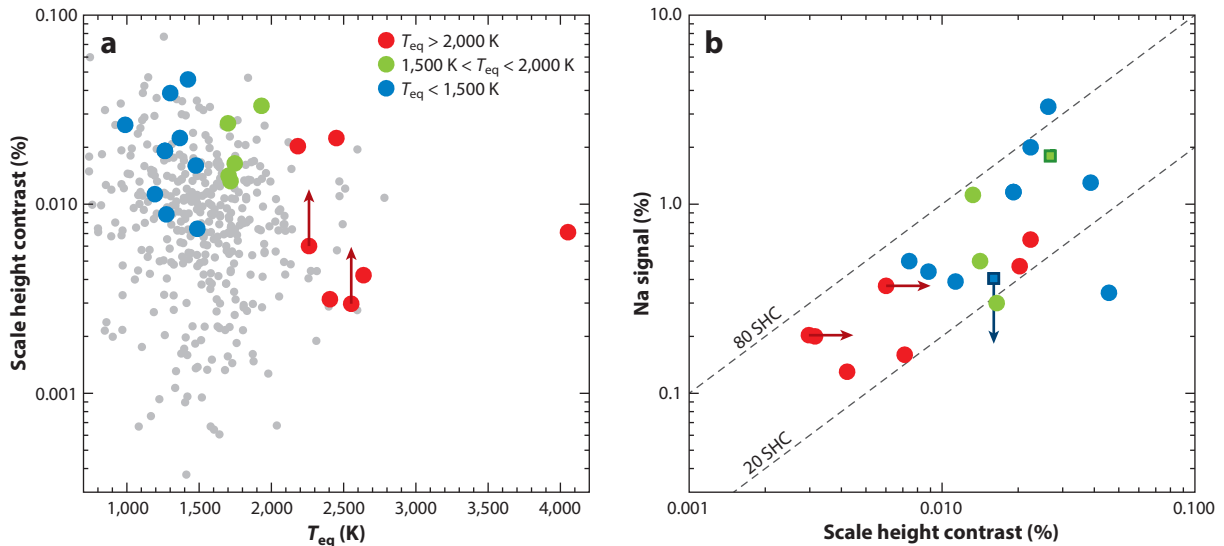 a
T_eq > 2,000 K
1,500 K < T_eq < 2,000 K
T_eq < 1,500 K
0.100
0.010
0.001
Scale height contrast (%)
1,000 1,500 2,000 2,500 3,000 3,500 4,000
T_eq (K)
b
10.0
1.0
0.1
Na signal (%)
80 SHC
20 SHC
0.001 0.010 0.100
Scale height contrast (%)